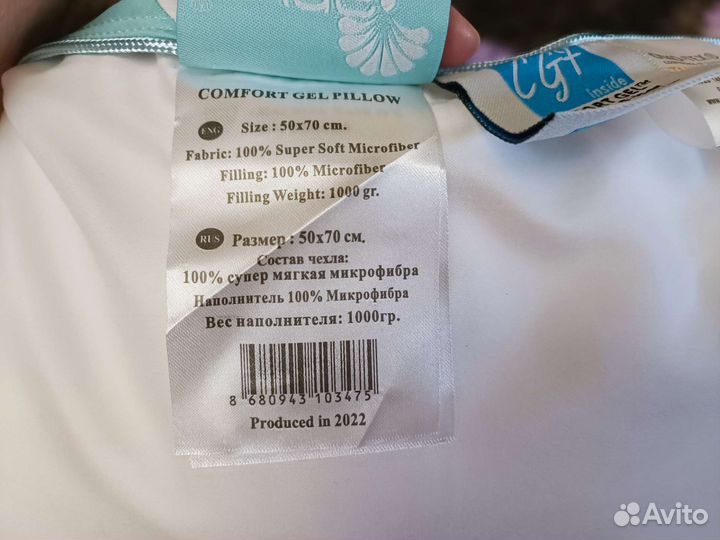 CGF
inside
COMFORT GEL PILLOW
ENG Size : 50x70 cm.
Fabric: 100% Super Soft Microfiber
Filling: 100% Microfiber
Filling Weight: 1000 gr.
RUS Размер : 50x70 см.
Состав чехла:
100% супер мягкая микрофибра
Наполнитель 100% Микрофибра
Вес наполнителя: 1000гр.
8 680943 103475
Produced in 2022
Avito